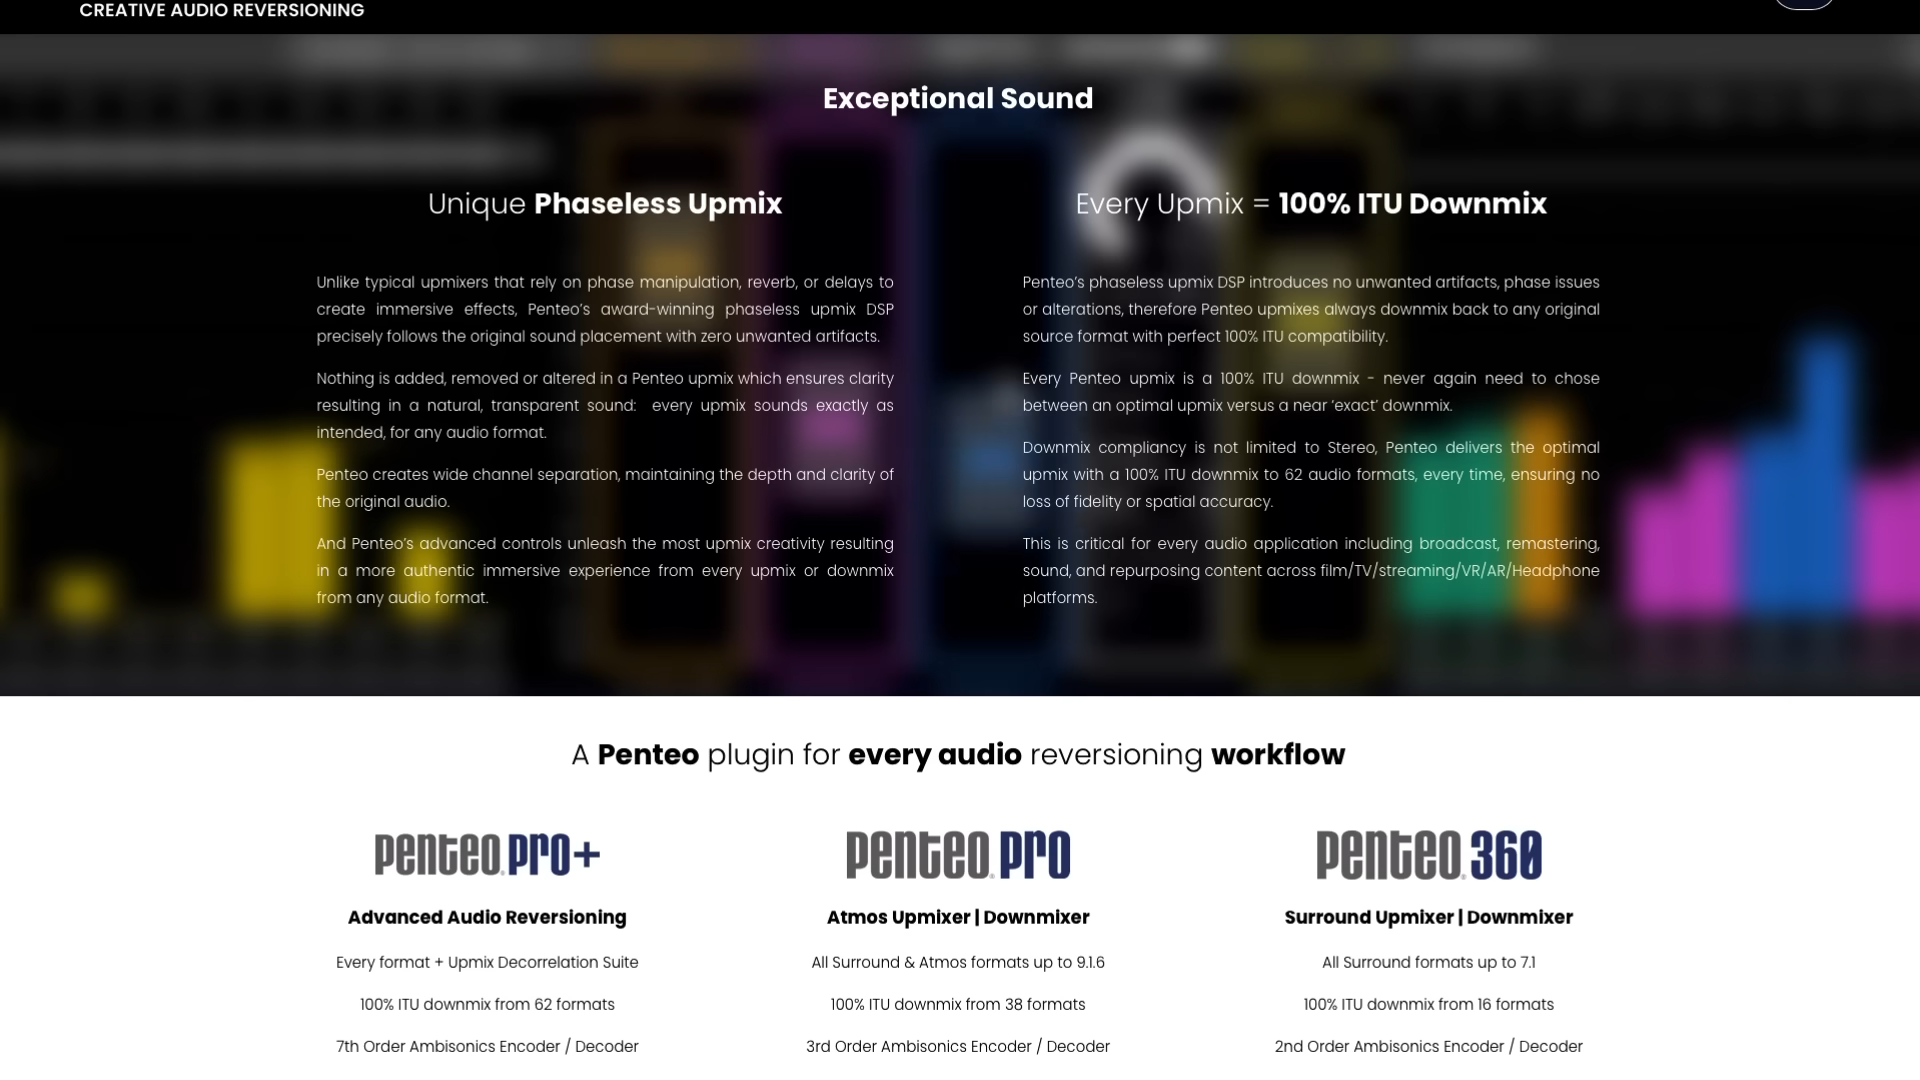 CREATIVE AUDIO REVERSIONING
Exceptional Sound
Unique Phaseless Upmix
Unlike typical upmixers that rely on phase manipulation, reverb, or delays to
create immersive effects, Penteo’s award-winning phaseless upmix DSP
precisely follows the original sound placement with zero unwanted artifacts.
Nothing is added, removed or altered in a Penteo upmix which ensures clarity
resulting in a natural, transparent sound: every upmix sounds exactly as
intended, for any audio format.
Penteo creates wide channel separation, maintaining the depth and clarity of
the original audio.
And Penteo’s advanced controls unleash the most upmix creativity resulting
in a more authentic immersive experience from every upmix or downmix
from any audio format.
Every Upmix = 100% ITU Downmix
Penteo’s phaseless upmix DSP introduces no unwanted artifacts, phase issues
or alterations, therefore Penteo upmixes always downmix back to any original
source format with perfect 100% ITU compatibility.
Every Penteo upmix is a 100% ITU downmix - never again need to chose
between an optimal upmix versus a near ‘exact’ downmix.
Downmix compliancy is not limited to Stereo, Penteo delivers the optimal
upmix with a 100% ITU downmix to 62 audio formats, every time, ensuring no
loss of fidelity or spatial accuracy.
This is critical for every audio application including broadcast, remastering,
sound, and repurposing content across film/TV/streaming/VR/AR/Headphone
platforms.
A Penteo plugin for every audio reversioning workflow
penteo® pro+
Advanced Audio Reversioning
Every format + Upmix Decorrelation Suite
100% ITU downmix from 62 formats
7th Order Ambisonics Encoder / Decoder
penteo® pro
Atmos Upmixer | Downmixer
All Surround & Atmos formats up to 9.1.6
100% ITU downmix from 38 formats
3rd Order Ambisonics Encoder / Decoder
penteo® 360
Surround Upmixer | Downmixer
All Surround formats up to 7.1
100% ITU downmix from 16 formats
2nd Order Ambisonics Encoder / Decoder